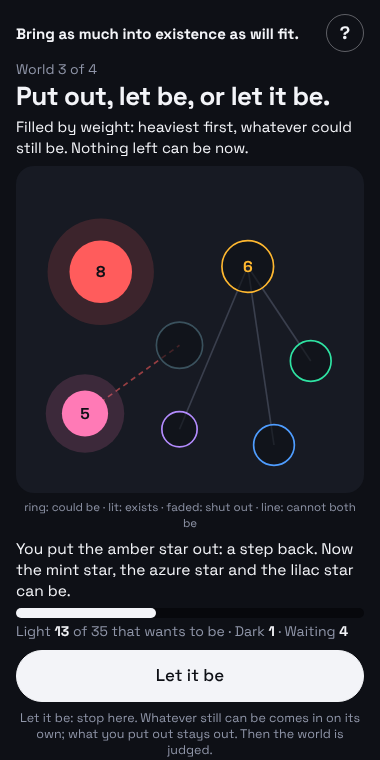 Bring as much into existence as will fit.
?
World 3 of 4
Put out, let be, or let it be.
Filled by weight: heaviest first, whatever could
still be. Nothing left can be now.
8
6
5
ring: could be · lit: exists · faded: shut out · line: cannot both
be
You put the amber star out: a step back. Now
the mint star, the azure star and the lilac star
can be.
Light 13 of 35 that wants to be · Dark 1 · Waiting 4
Let it be
Let it be: stop here. Whatever still can be comes in on its
own; what you put out stays out. Then the world is
judged.